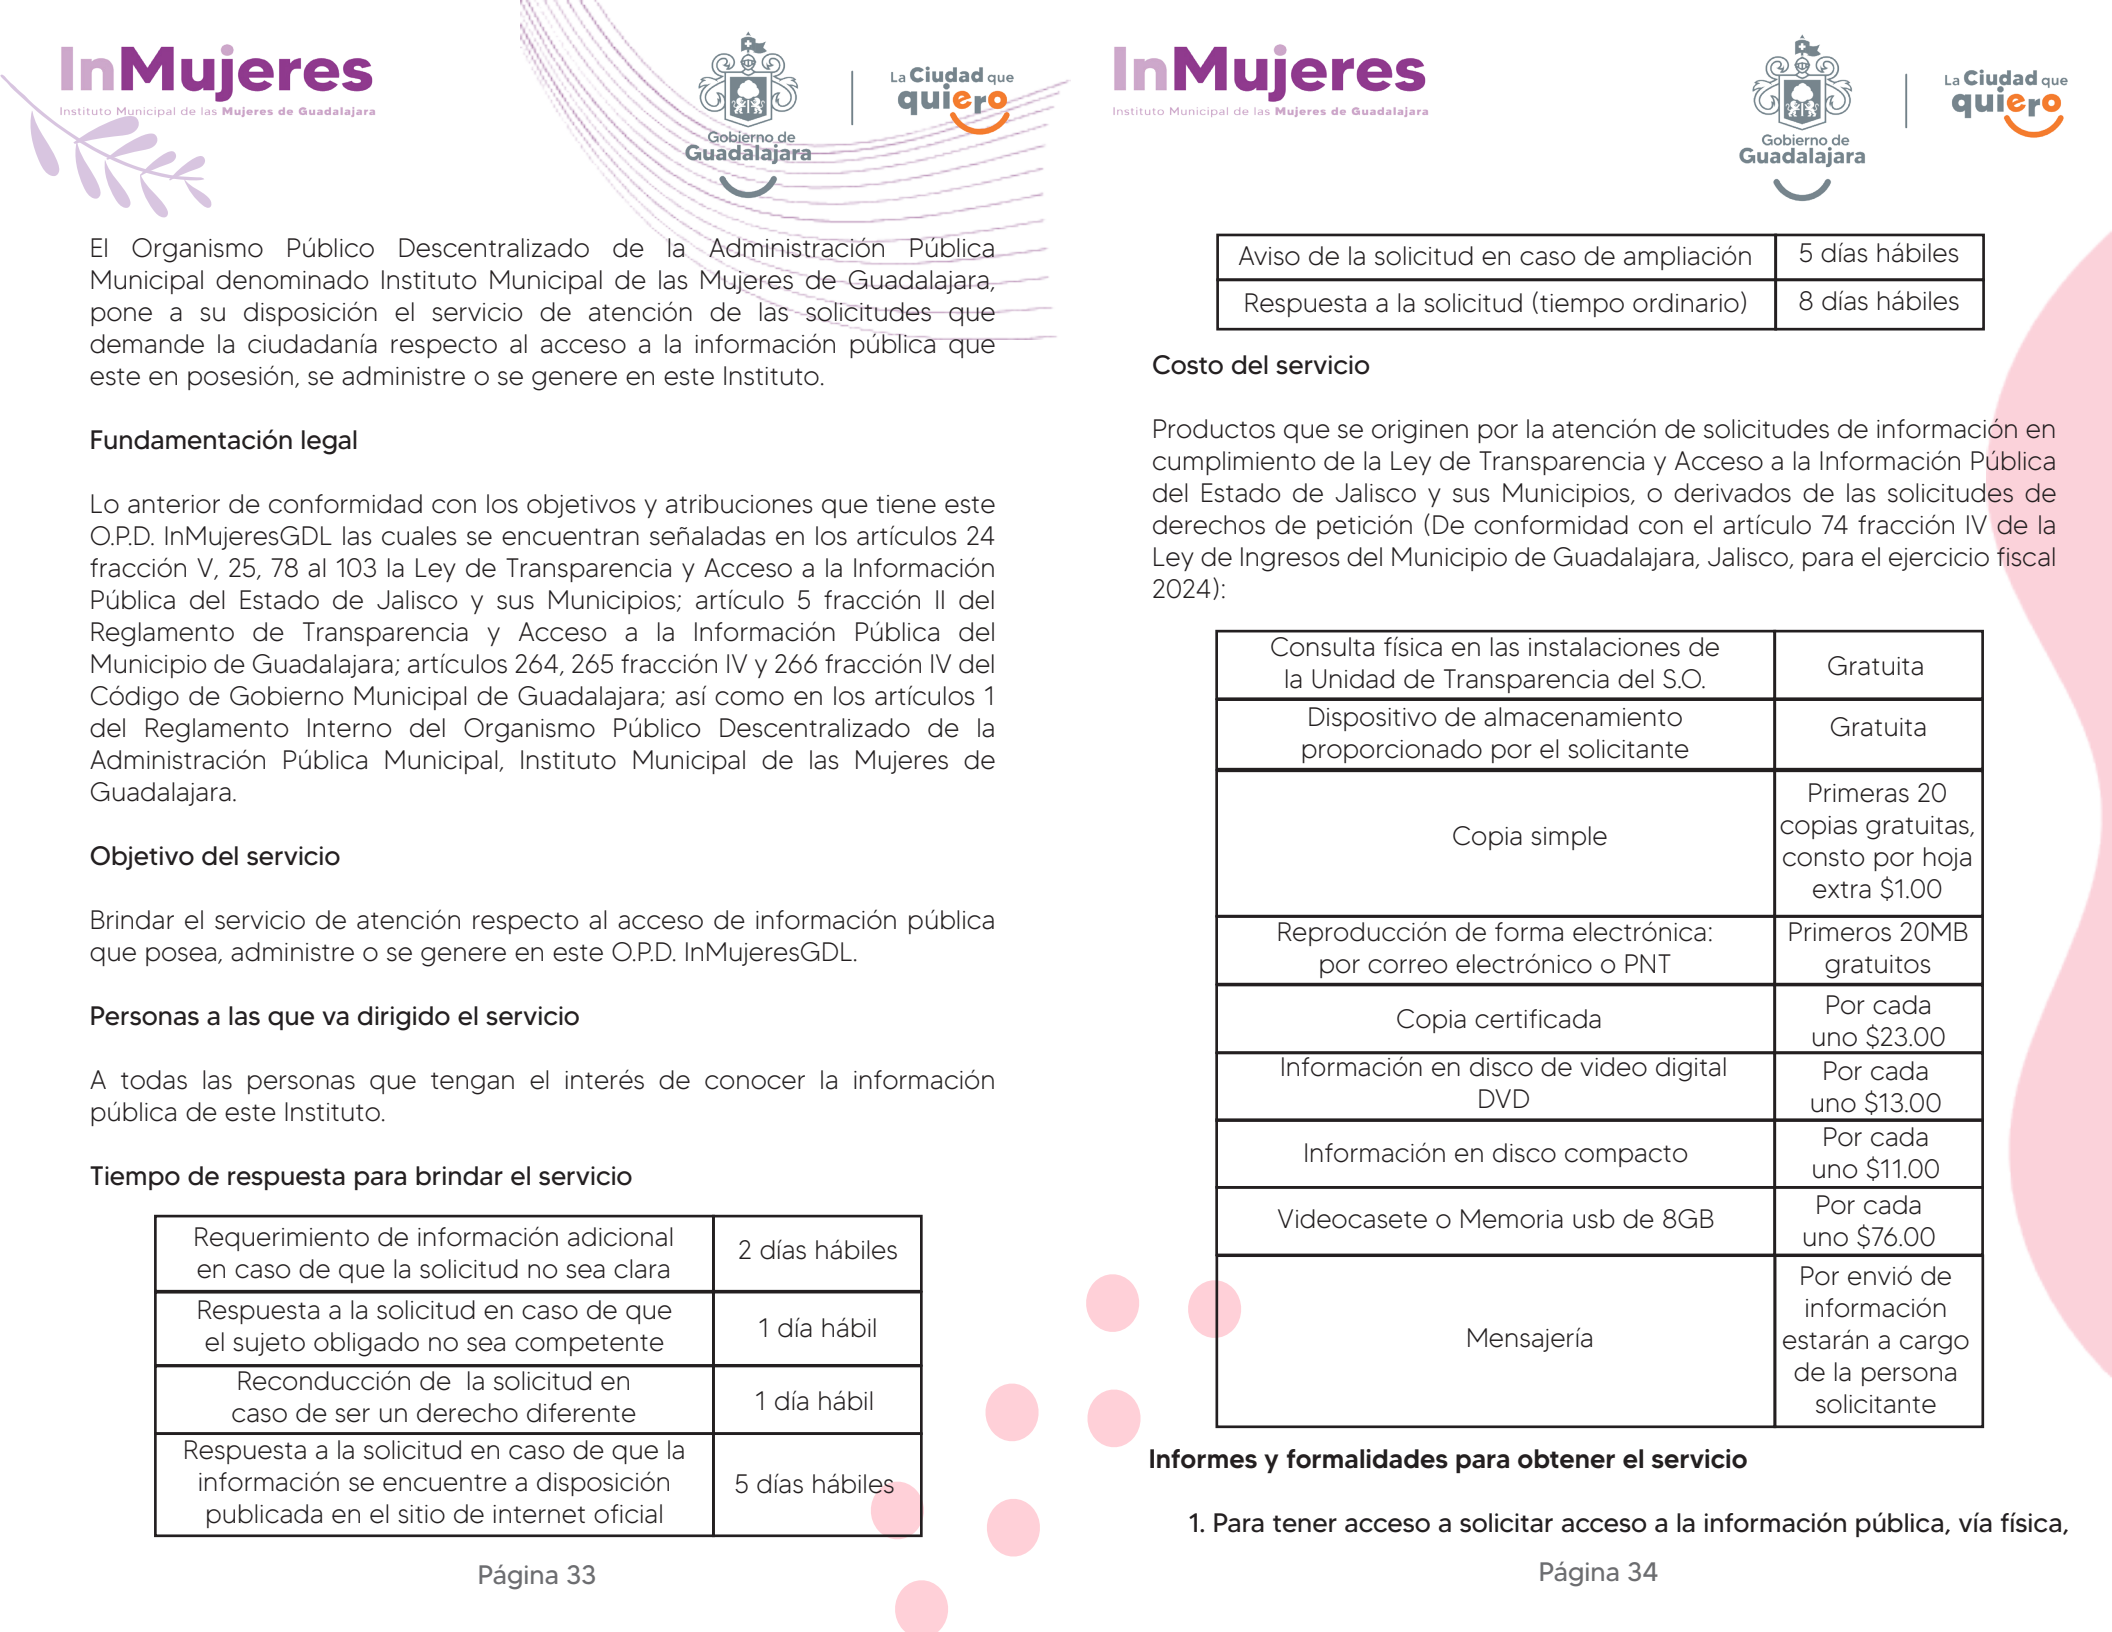 InMujeres
Instituto Municipal de las Mujeres de Guadalajara
Gobierno de
Guadalajara
La Ciudad que
quiero
El Organismo Público Descentralizado de la Administración Pública
Municipal denominado Instituto Municipal de las Mujeres de Guadalajara,
pone a su disposición el servicio de atención de las solicitudes que
demande la ciudadanía respecto al acceso a la información pública que
este en posesión, se administre o se genere en este Instituto.
Fundamentación legal
Lo anterior de conformidad con los objetivos y atribuciones que tiene este
O.P.D. InMujeresGDL las cuales se encuentran señaladas en los artículos 24
fracción V, 25, 78 al 103 la Ley de Transparencia y Acceso a la Información
Pública del Estado de Jalisco y sus Municipios; artículo 5 fracción II del
Reglamento de Transparencia y Acceso a la Información Pública del
Municipio de Guadalajara; artículos 264, 265 fracción IV y 266 fracción IV del
Código de Gobierno Municipal de Guadalajara; así como en los artículos 1
del Reglamento Interno del Organismo Público Descentralizado de la
Administración Pública Municipal, Instituto Municipal de las Mujeres de
Guadalajara.
Objetivo del servicio
Brindar el servicio de atención respecto al acceso de información pública
que posea, administre o se genere en este O.P.D. InMujeresGDL.
Personas a las que va dirigido el servicio
A todas las personas que tengan el interés de conocer la información
pública de este Instituto.
Tiempo de respuesta para brindar el servicio
Requerimiento de información adicional
en caso de que la solicitud no sea clara
2 días hábiles
Respuesta a la solicitud en caso de que
el sujeto obligado no sea competente
1 día hábil
Reconducción de la solicitud en
caso de ser un derecho diferente
1 día hábil
Respuesta a la solicitud en caso de que la
información se encuentre a disposición
publicada en el sitio de internet oficial
5 días hábiles
Página 33
InMujeres
Instituto Municipal de las Mujeres de Guadalajara
Gobierno de
Guadalajara
La Ciudad que
quiero
Aviso de la solicitud en caso de ampliación
5 días hábiles
Respuesta a la solicitud (tiempo ordinario)
8 días hábiles
Costo del servicio
Productos que se originen por la atención de solicitudes de información en
cumplimiento de la Ley de Transparencia y Acceso a la Información Pública
del Estado de Jalisco y sus Municipios, o derivados de las solicitudes de
derechos de petición (De conformidad con el artículo 74 fracción IV de la
Ley de Ingresos del Municipio de Guadalajara, Jalisco, para el ejercicio fiscal
2024):
Consulta física en las instalaciones de
la Unidad de Transparencia del S.O.
Gratuita
Dispositivo de almacenamiento
proporcionado por el solicitante
Gratuita
Copia simple
Primeras 20
copias gratuitas,
consto por hoja
extra $1.00
Reproducción de forma electrónica:
por correo electrónico o PNT
Primeros 20MB
gratuitos
Copia certificada
Por cada
uno $23.00
Información en disco de video digital
DVD
Por cada
uno $13.00
Información en disco compacto
Por cada
uno $11.00
Videocasete o Memoria usb de 8GB
Por cada
uno $76.00
Mensajería
Por envió de
información
estarán a cargo
de la persona
solicitante
Informes y formalidades para obtener el servicio
1. Para tener acceso a solicitar acceso a la información pública, vía física,
Página 34